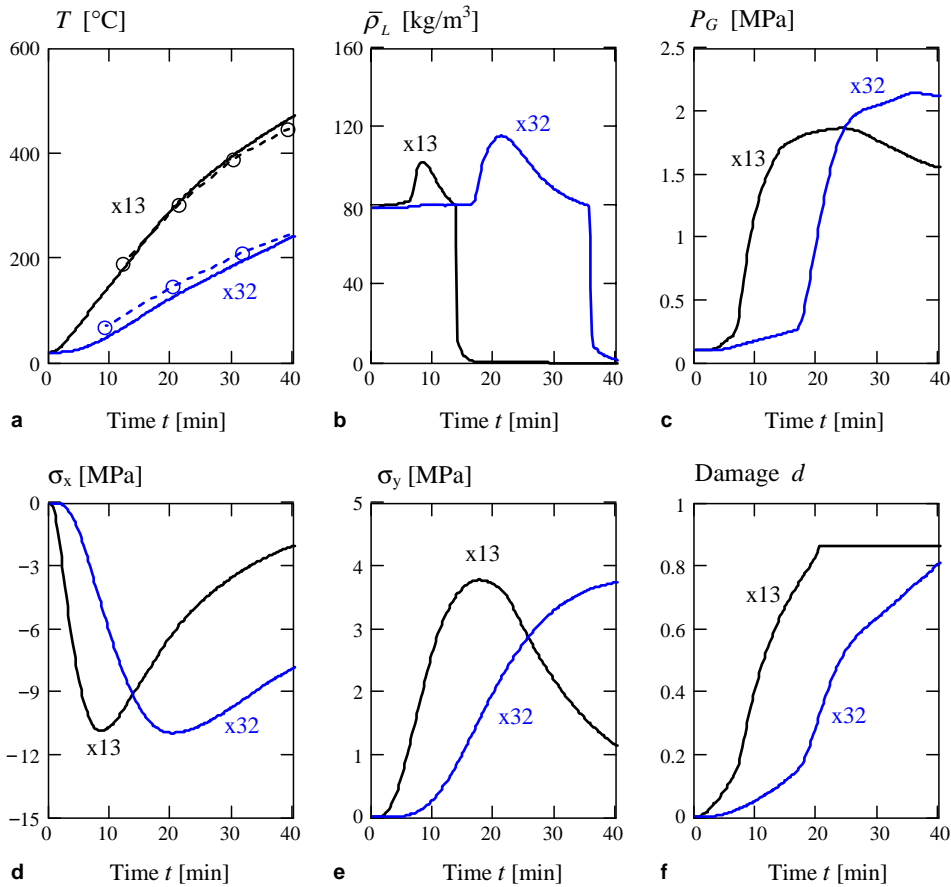 T [°C]
600
400
200
0
x13
x32
0 10 20 30 40
Time t [min]
a
ρ̄_L [kg/m³]
160
120
80
40
0
x13
x32
0 10 20 30 40
Time t [min]
b
P_G [MPa]
2.5
2
1.5
1
0.5
0
x13
x32
0 10 20 30 40
Time t [min]
c
σ_x [MPa]
0
−3
−6
−9
−12
−15
x13
x32
0 10 20 30 40
Time t [min]
d
σ_y [MPa]
5
4
3
2
1
0
x13
x32
0 10 20 30 40
Time t [min]
e
Damage d
1
0.8
0.6
0.4
0.2
0
x13
x32
0 10 20 30 40
Time t [min]
f